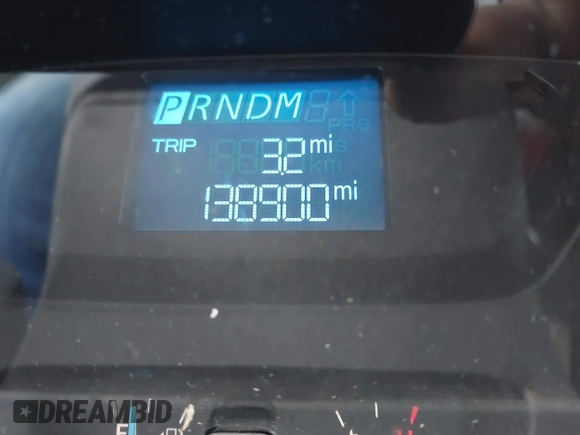 PRNDM
TRIP 3.2 mi
138900 mi
DREAMBID